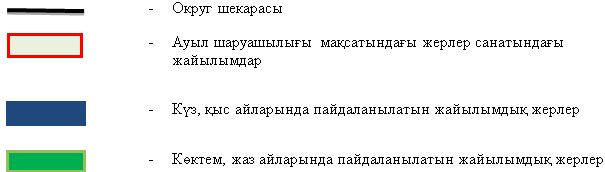 - Округ шекарасы
- Ауыл шаруашылығы мақсатындағы жерлер санатындағы
жайылымдар
- Күз, қыс айларында пайдаланылатын жайылымдық жерлер
- Көктем, жаз айларында пайдаланылатын жайылымдық жерлер